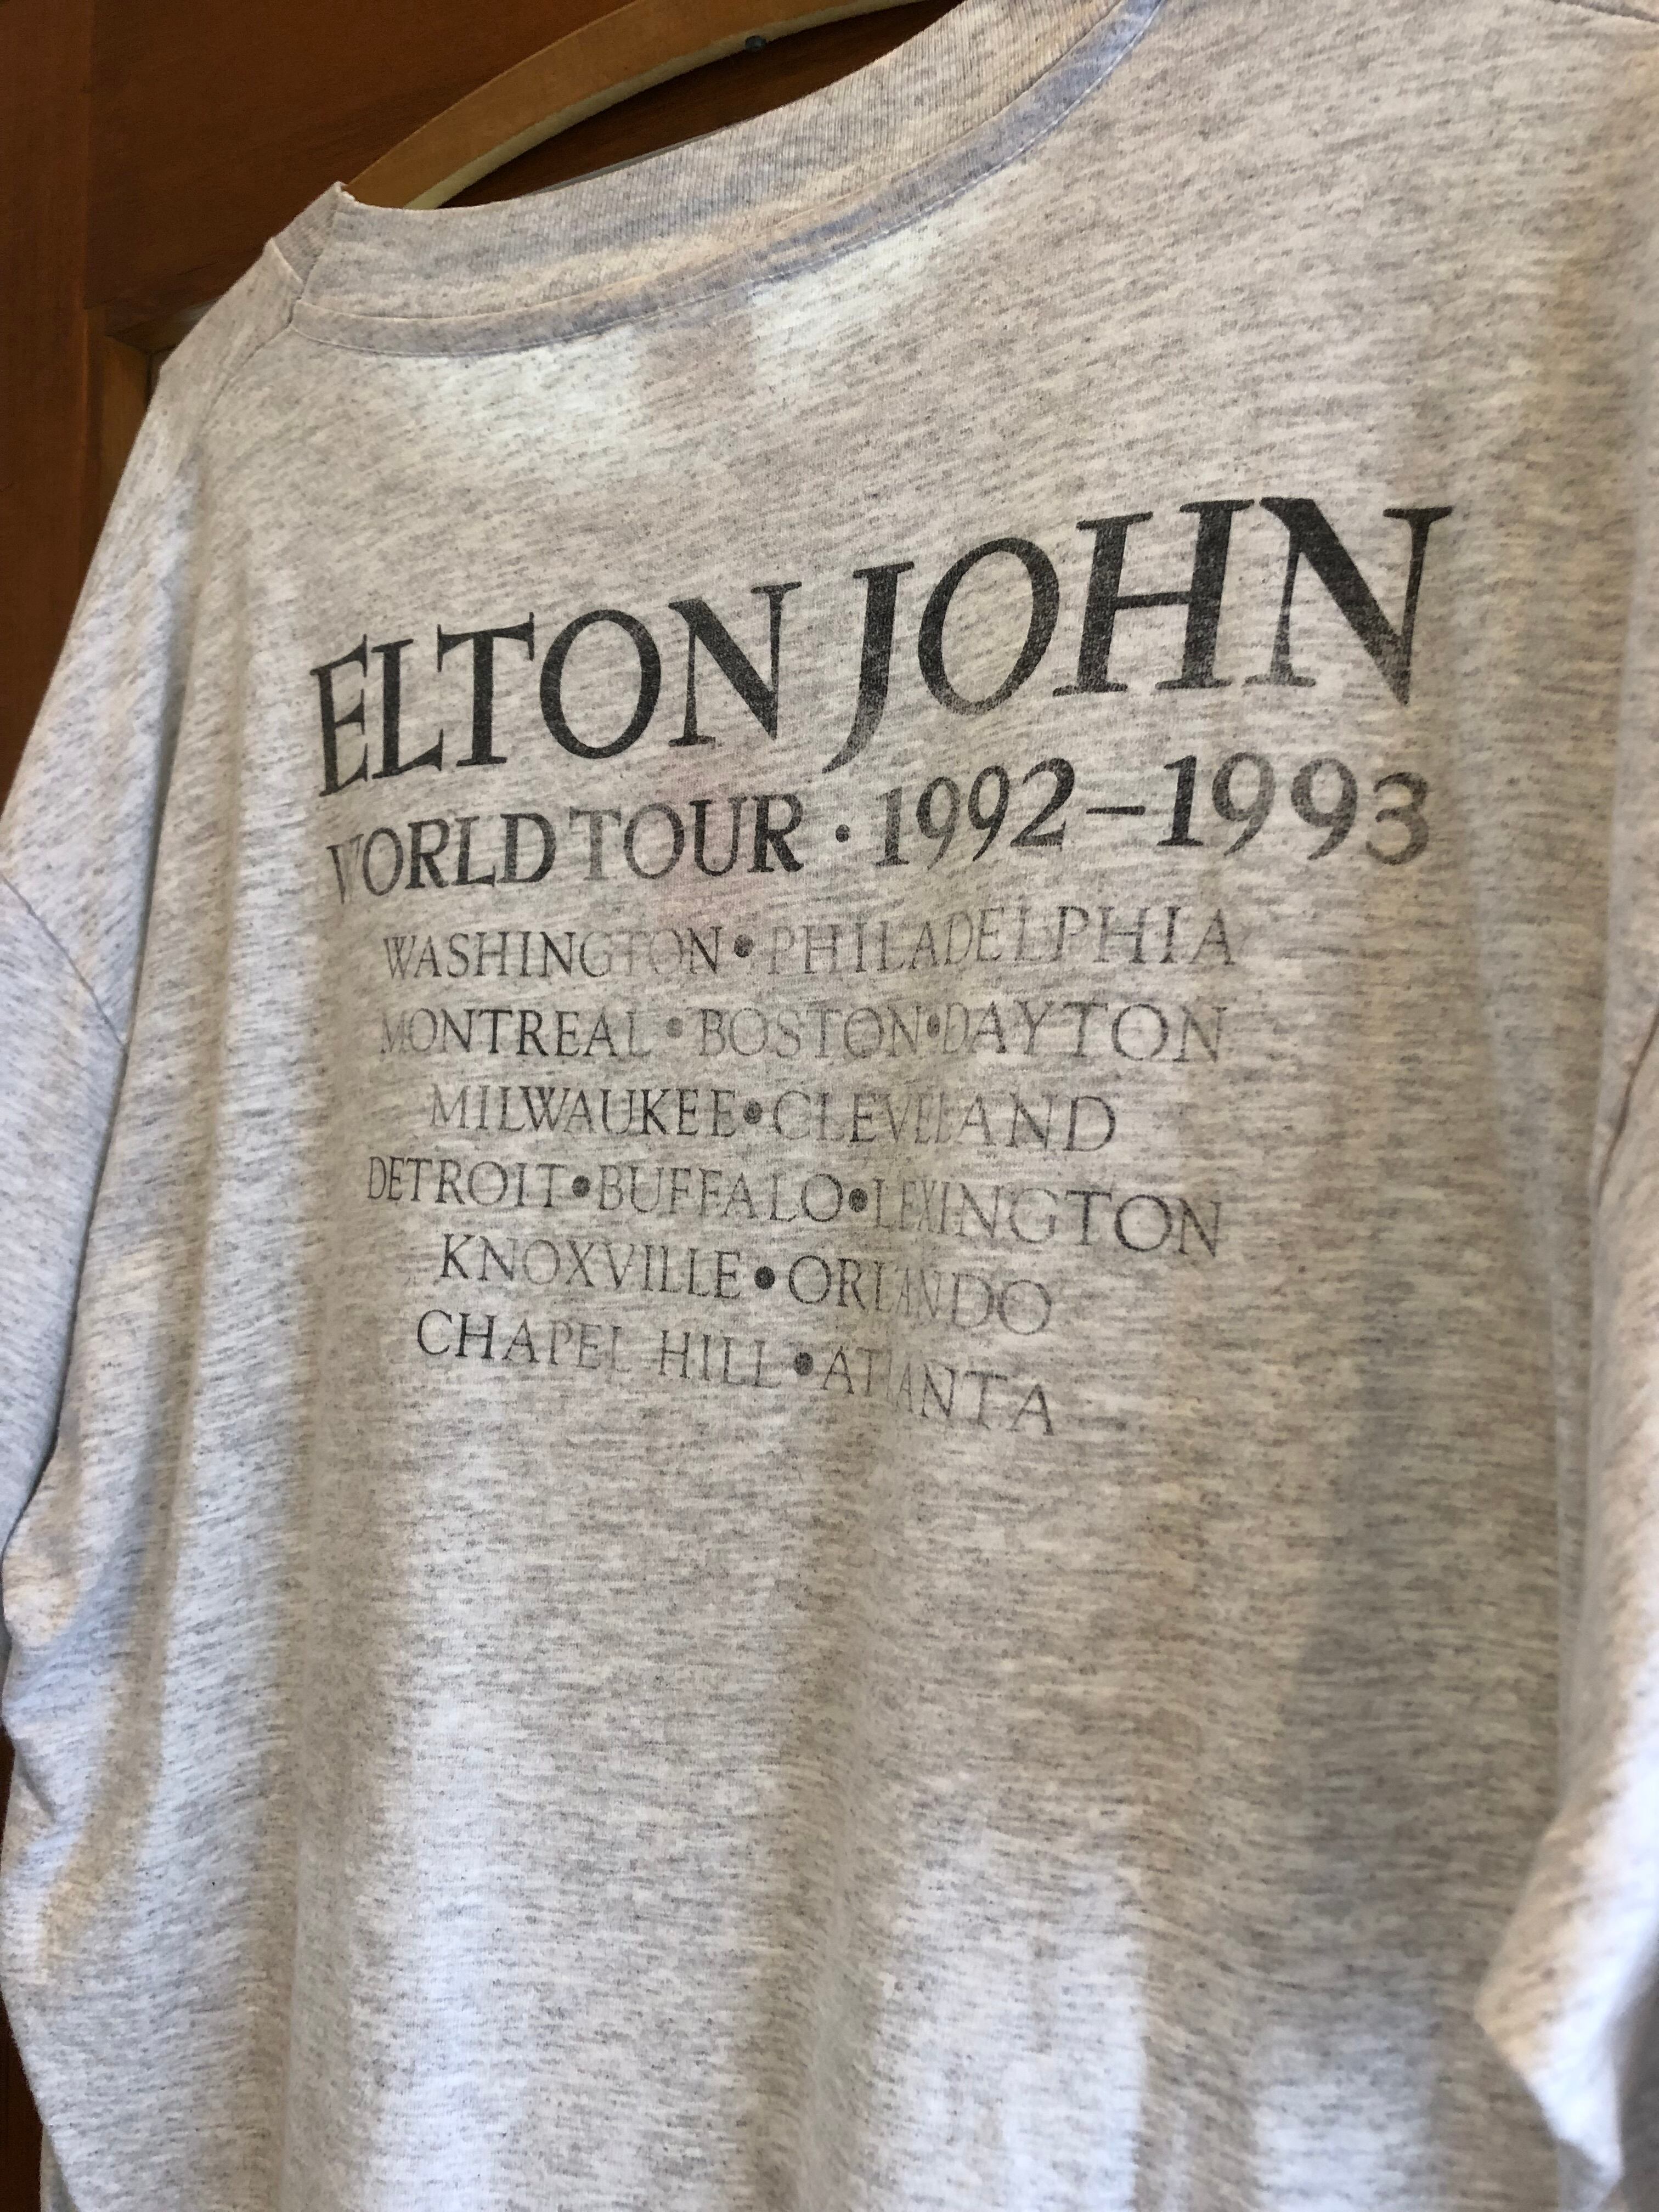 ELTON JOHN
WORLD TOUR · 1992–1993
WASHINGTON•PHILADELPHIA
MONTREAL•BOSTON•DAYTON
MILWAUKEE•CLEVELAND
DETROIT•BUFFALO•LEXINGTON
KNOXVILLE•ORLANDO
CHAPEL HILL•ATLANTA